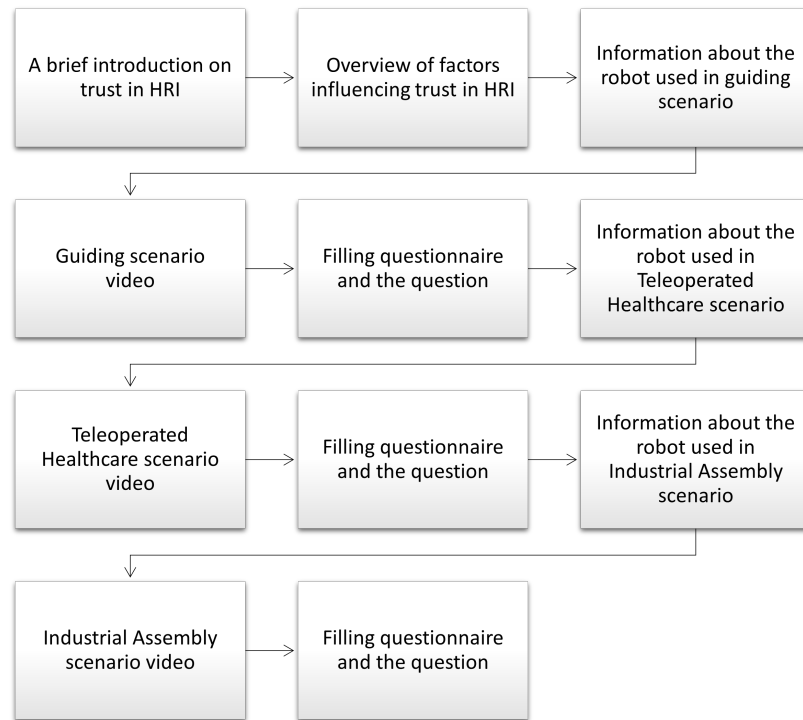 A brief introduction on
trust in HRI
Overview of factors
influencing trust in HRI
Information about the
robot used in guiding
scenario
Guiding scenario
video
Filling questionnaire
and the question
Information about the
robot used in
Teleoperated
Healthcare scenario
Teleoperated
Healthcare scenario
video
Filling questionnaire
and the question
Information about the
robot used in
Industrial Assembly
scenario
Industrial Assembly
scenario video
Filling questionnaire
and the question